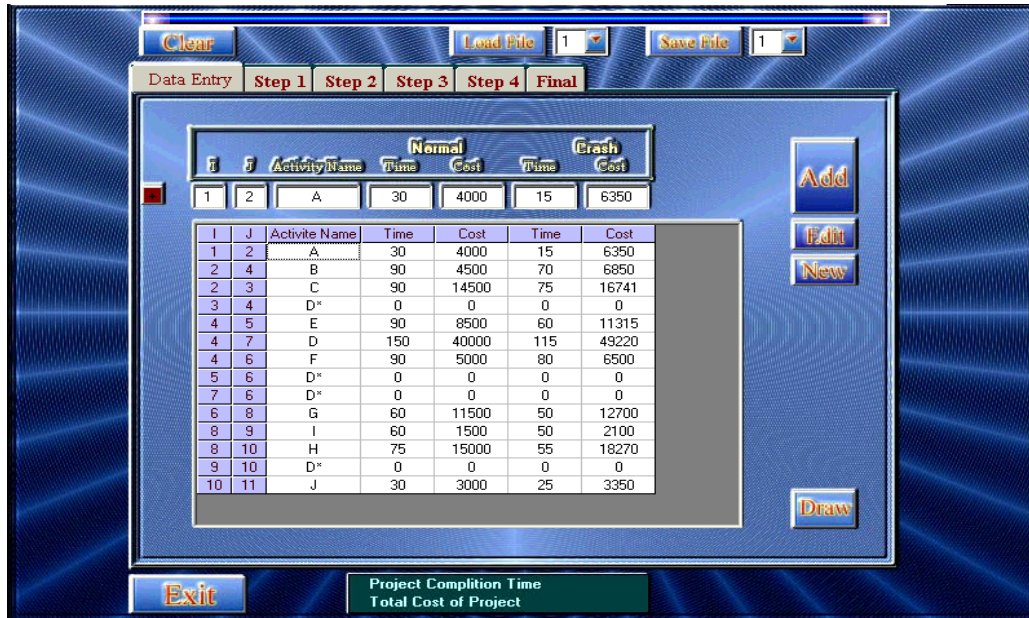 Clear Load File 1 Save File 1
Data Entry Step 1 Step 2 Step 3 Step 4 Final
Normal Crash
I J Activity Name Time Cost Time Cost
+ 1 2 A 30 4000 15 6350
Add
Edit
New
I J Activite Name Time Cost Time Cost
1 2 A 30 4000 15 6350
2 4 B 90 4500 70 6850
2 3 C 90 14500 75 16741
3 4 D* 0 0 0 0
4 5 E 90 8500 60 11315
4 7 D 150 40000 115 49220
4 6 F 90 5000 80 6500
5 6 D* 0 0 0 0
7 6 D* 0 0 0 0
6 8 G 60 11500 50 12700
8 9 I 60 1500 50 2100
8 10 H 75 15000 55 18270
9 10 D* 0 0 0 0
10 11 J 30 3000 25 3350
Draw
Exit
Project Complition Time
Total Cost of Project